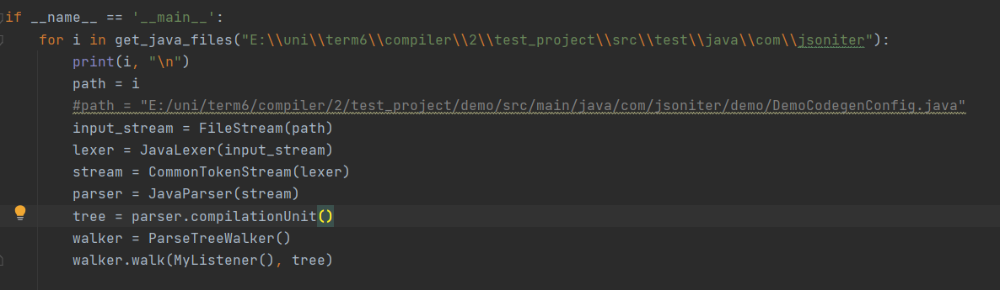 if __name__ == '__main__':
    for i in get_java_files("E:\\uni\\term6\\compiler\\2\\test_project\\src\\test\\java\\com\\jsoniter"):
        print(i, "\n")
        path = i
        #path = "E:/uni/term6/compiler/2/test_project/demo/src/main/java/com/jsoniter/demo/DemoCodegenConfig.java"
        input_stream = FileStream(path)
        lexer = JavaLexer(input_stream)
        stream = CommonTokenStream(lexer)
        parser = JavaParser(stream)
        tree = parser.compilationUnit()
        walker = ParseTreeWalker()
        walker.walk(MyListener(), tree)